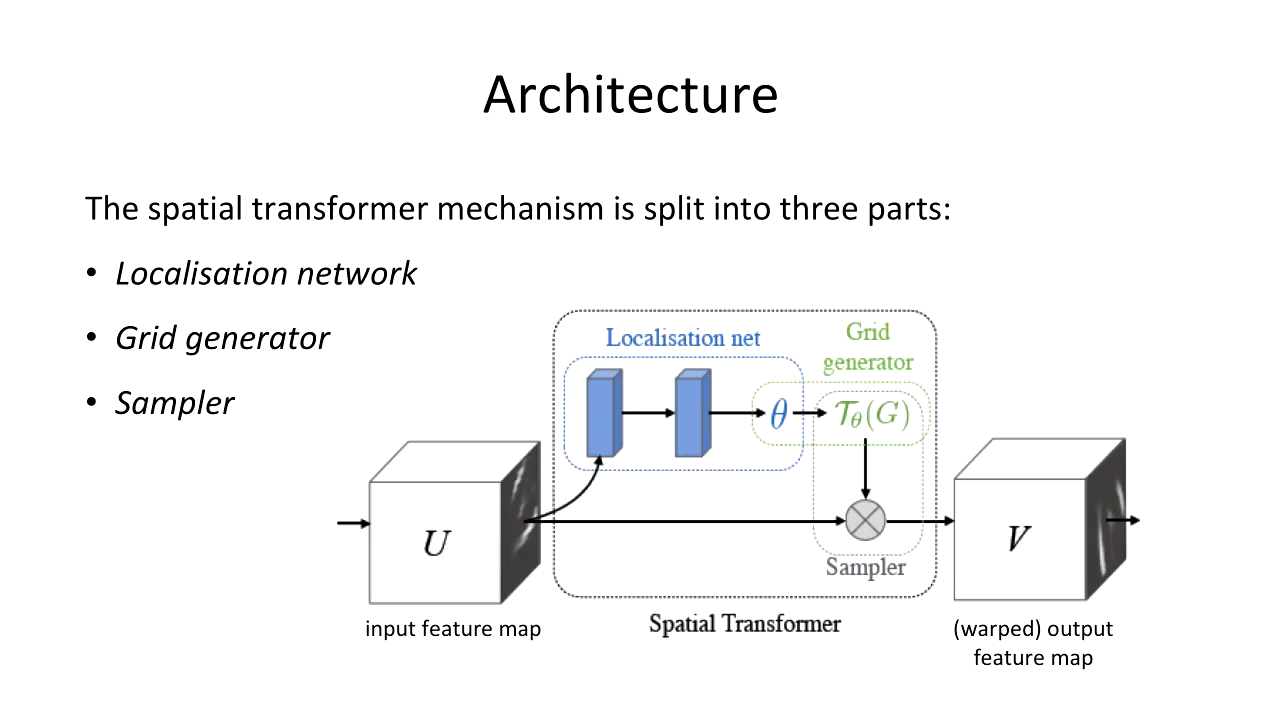 Architecture
The spatial transformer mechanism is split into three parts:
• Localisation network
• Grid generator
• Sampler
Localisation net
Grid
generator
θ
𝒯θ(G)
U
V
Sampler
input feature map
Spatial Transformer
(warped) output
feature map